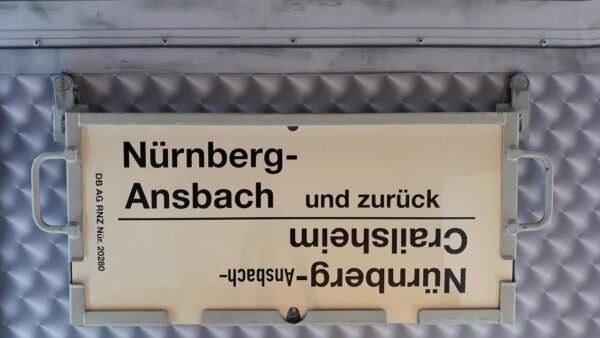 Nürnberg-
Ansbach und zurück
Nürnberg-Ansbach-
Crailsheim
DB AG RNZ Nür. 20280